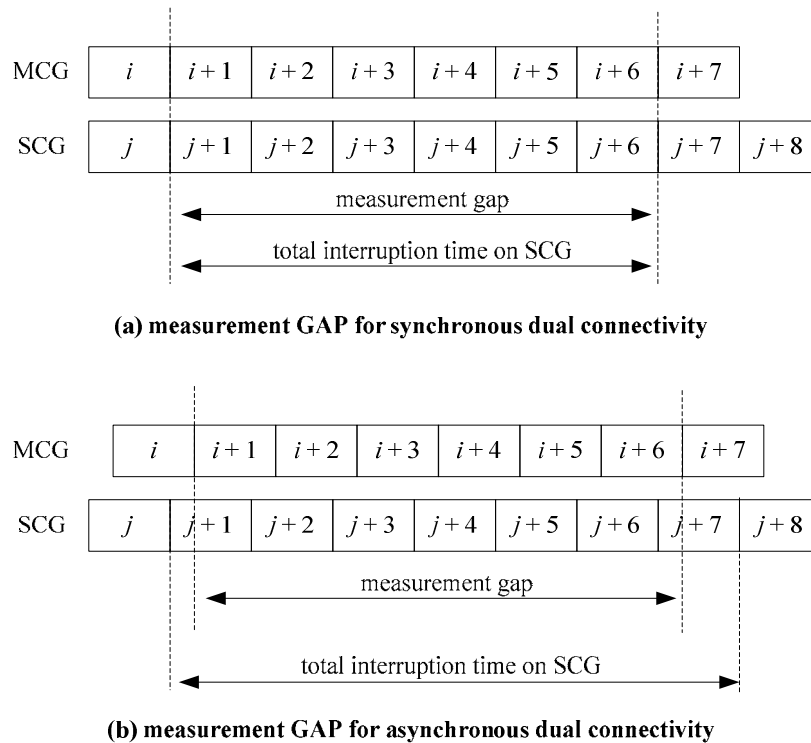 MCG i i + 1 i + 2 i + 3 i + 4 i + 5 i + 6 i + 7
SCG j j + 1 j + 2 j + 3 j + 4 j + 5 j + 6 j + 7 j + 8
measurement gap
total interruption time on SCG
(a) measurement GAP for synchronous dual connectivity
MCG i i + 1 i + 2 i + 3 i + 4 i + 5 i + 6 i + 7
SCG j j + 1 j + 2 j + 3 j + 4 j + 5 j + 6 j + 7 j + 8
measurement gap
total interruption time on SCG
(b) measurement GAP for asynchronous dual connectivity